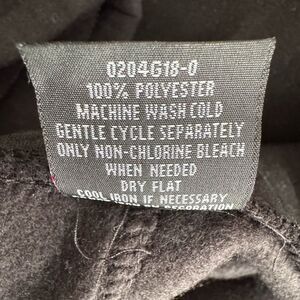 0204G18-0
100% POLYESTER
MACHINE WASH COLD
GENTLE CYCLE SEPARATELY
ONLY NON-CHLORINE BLEACH
WHEN NEEDED
DRY FLAT
COOL IRON IF NECESSARY
DECORATION